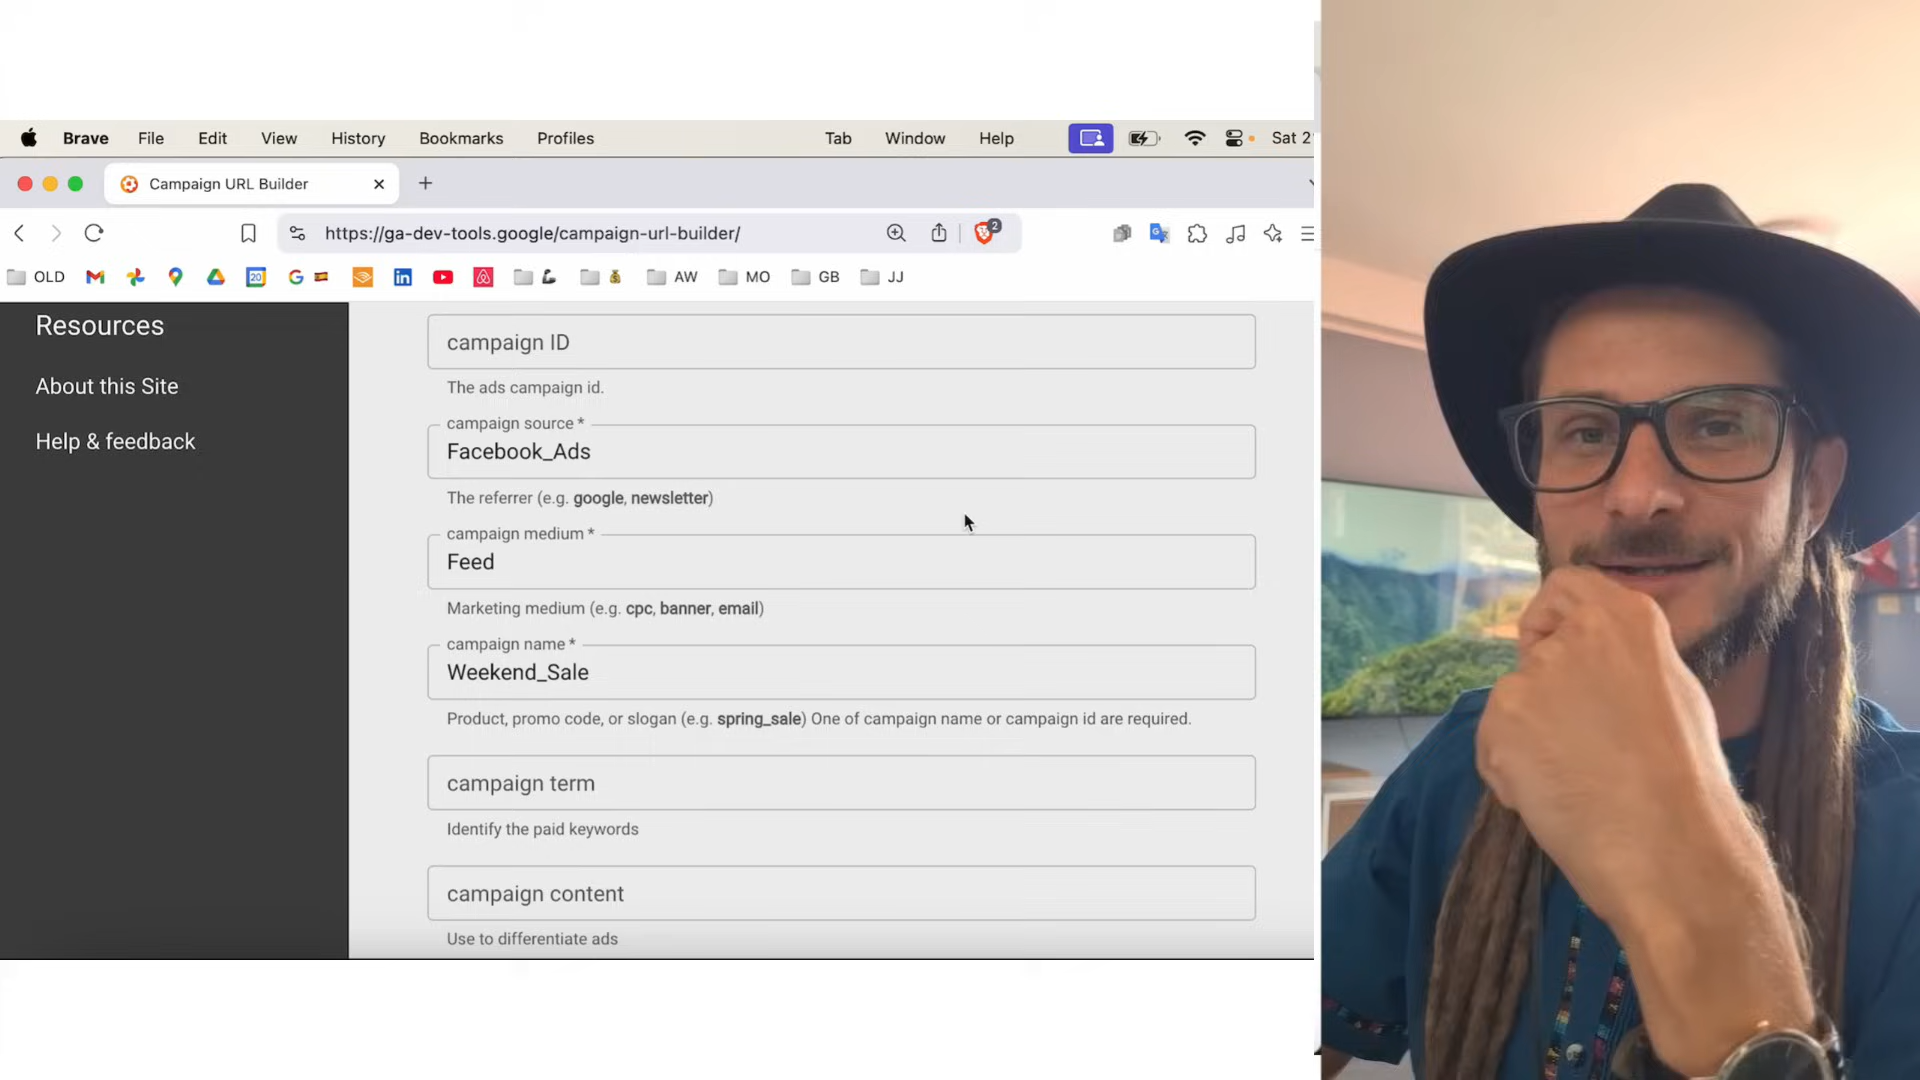 Brave File Edit View History Bookmarks Profiles Tab Window Help Sat 2
Campaign URL Builder
https://ga-dev-tools.google/campaign-url-builder/
2
OLD 20 G AW MO GB JJ
Resources
About this Site
Help & feedback
campaign ID
The ads campaign id.
campaign source *
Facebook_Ads
The referrer (e.g. google, newsletter)
campaign medium *
Feed
Marketing medium (e.g. cpc, banner, email)
campaign name *
Weekend_Sale
Product, promo code, or slogan (e.g. spring_sale) One of campaign name or campaign id are required.
campaign term
Identify the paid keywords
campaign content
Use to differentiate ads